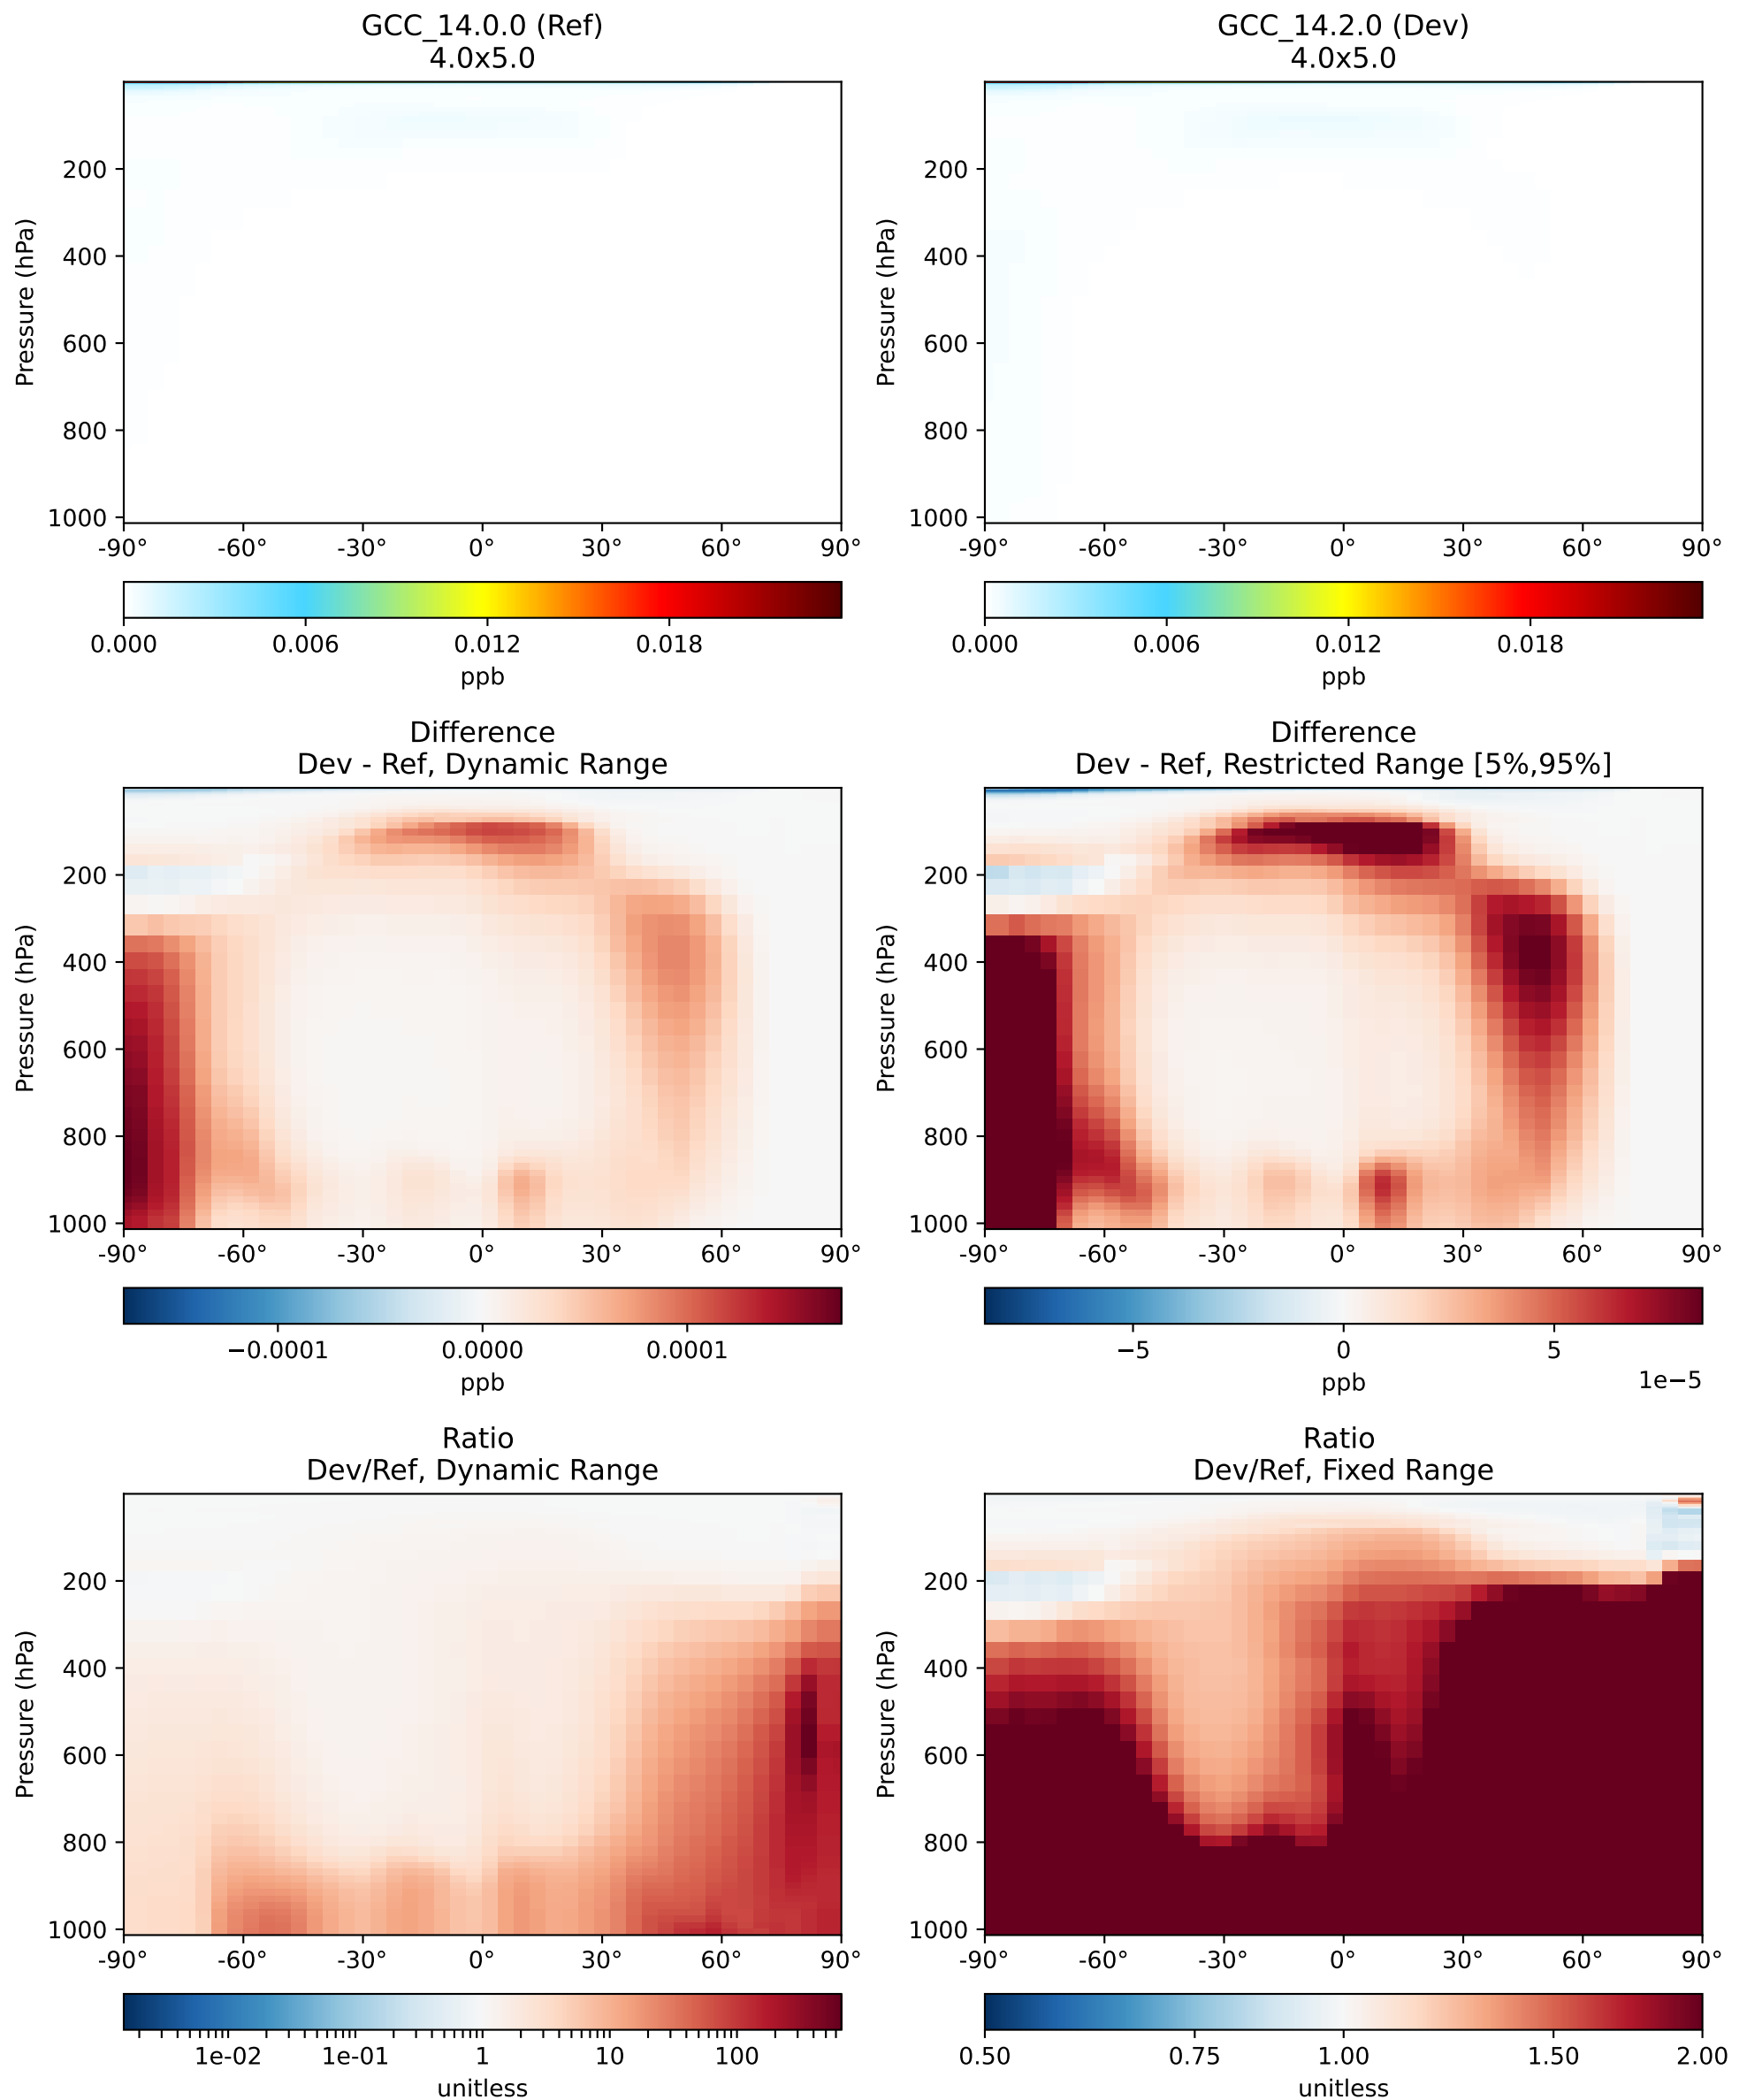 GCC_14.0.0 (Ref)
4.0x5.0
Pressure (hPa)
200
400
600
800
1000
-90° -60° -30° 0° 30° 60° 90°
0.000 0.006 0.012 0.018
ppb
GCC_14.2.0 (Dev)
4.0x5.0
Pressure (hPa)
200
400
600
800
1000
-90° -60° -30° 0° 30° 60° 90°
0.000 0.006 0.012 0.018
ppb
Difference
Dev - Ref, Dynamic Range
Pressure (hPa)
200
400
600
800
1000
-90° -60° -30° 0° 30° 60° 90°
−0.0001 0.0000 0.0001
ppb
Difference
Dev - Ref, Restricted Range [5%,95%]
Pressure (hPa)
200
400
600
800
1000
-90° -60° -30° 0° 30° 60° 90°
−5 0 5
ppb
1e−5
Ratio
Dev/Ref, Dynamic Range
Pressure (hPa)
200
400
600
800
1000
-90° -60° -30° 0° 30° 60° 90°
1e-02 1e-01 1 10 100
unitless
Ratio
Dev/Ref, Fixed Range
Pressure (hPa)
200
400
600
800
1000
-90° -60° -30° 0° 30° 60° 90°
0.50 0.75 1.00 1.50 2.00
unitless